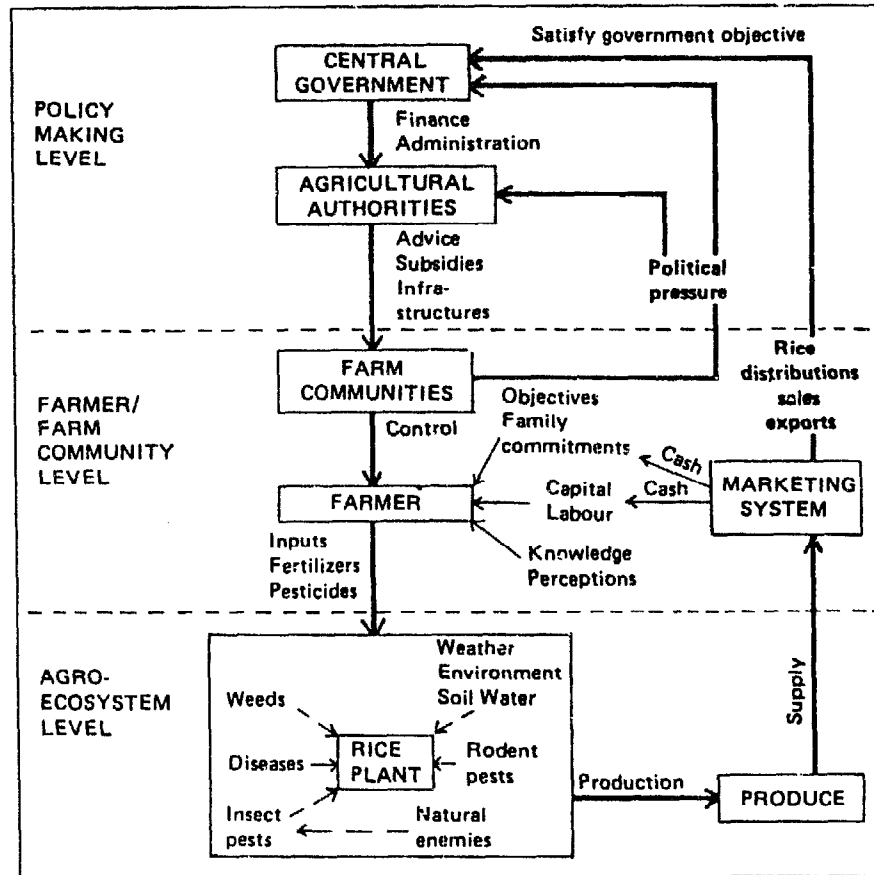 Satisfy government objective
CENTRAL
GOVERNMENT
POLICY
MAKING
LEVEL
Finance
Administration
AGRICULTURAL
AUTHORITIES
Advice
Subsidies
Infra-
structures
Political
pressure
FARM
COMMUNITIES
Rice
distributions
sales
exports
FARMER/
FARM
COMMUNITY
LEVEL
Control
Objectives
Family
commitments
Cash
FARMER
Capital
Labour
Cash
MARKETING
SYSTEM
Inputs
Fertilizers
Pesticides
Knowledge
Perceptions
AGRO-
ECOSYSTEM
LEVEL
Weather
Environment
Soil Water
Weeds
RICE
PLANT
Diseases
Rodent
pests
Insect
pests
Natural
enemies
Production
Supply
PRODUCE